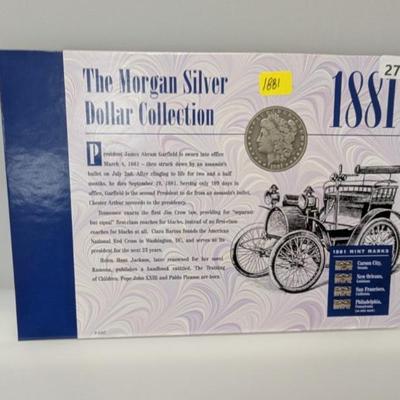 The Morgan Silver
Dollar Collection
1881
27
1881
President James Abram Garfield is sworn into office
March 4, 1881 - then struck down by an assassin's
bullet on July 2nd. After clinging to life for two and a half
months, he dies September 19, 1881. Serving only 199 days
in office, Garfield is the second President to die from an assassin's bullet.
Chester Arthur succeeds to the presidency.
Tennessee enacts the first Jim Crow law, providing for "separate
but equal" first-class coaches for blacks, instead of no first-class
coaches for blacks at all. Clara Barton founds the American
National Red Cross in Washington, DC, and serves as its
president for the next 23 years.
Helen Hunt Jackson, later renowned for her novel
Ramona, publishes a handbook entitled, The Training
of Children. Pope John XXIII and Pablo Picasso are born.
1881 MINT MARKS
Carson City,
Nevada
New Orleans,
Louisiana
San Francisco,
California
Philadelphia,
Pennsylvania